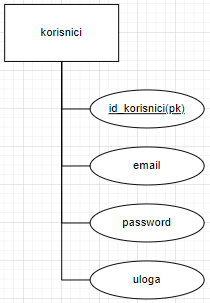 korisnici
id_korisnici(pk)
email
password
uloga